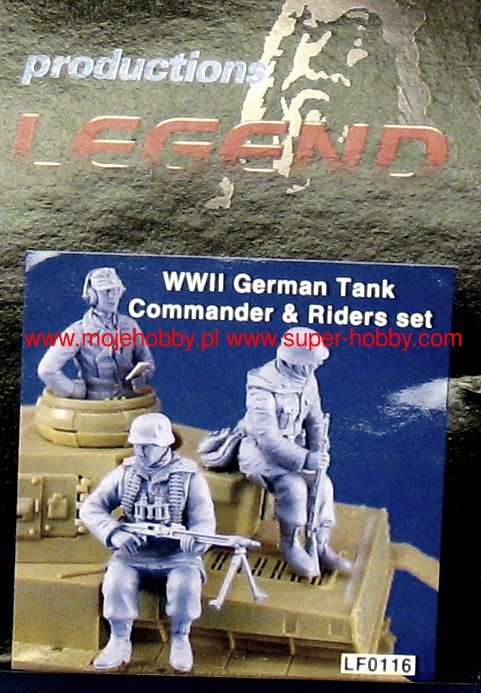 productions
LEGEND
WWII German Tank
Commander & Riders set
www.mojehobby.pl www.super-hobby.com
LF0116